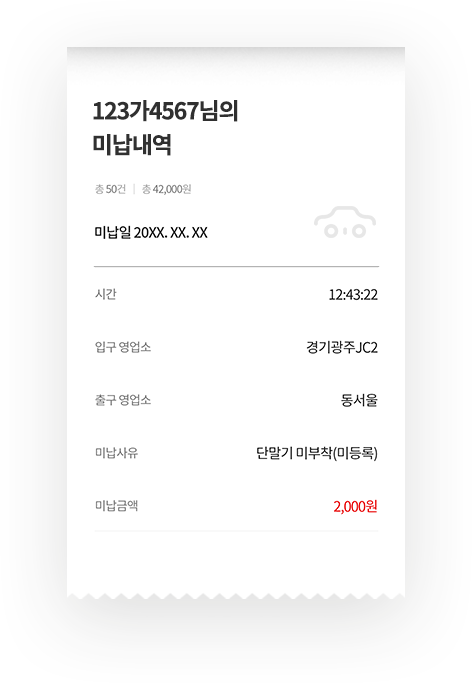 123가4567님의
미납내역
총 50건 | 총 42,000원
미납일 20XX. XX. XX
시간 12:43:22
입구 영업소 경기광주JC2
출구 영업소 동서울
미납사유 단말기 미부착(미등록)
미납금액 2,000원